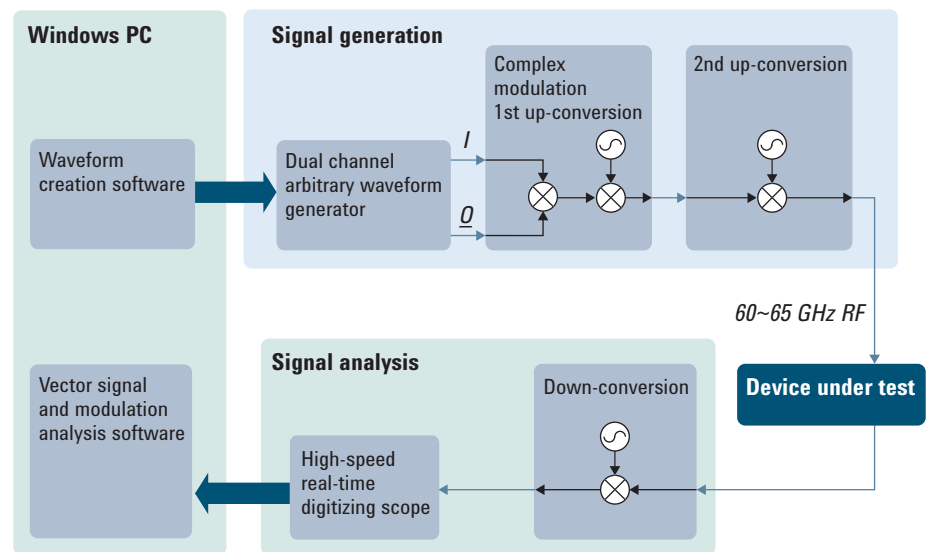 Windows PC
Signal generation
Complex
modulation
1st up-conversion
2nd up-conversion
Waveform
creation software
Dual channel
arbitrary waveform
generator
I
Q
60~65 GHz RF
Signal analysis
Device under test
Vector signal
and modulation
analysis software
Down-conversion
High-speed
real-time
digitizing scope